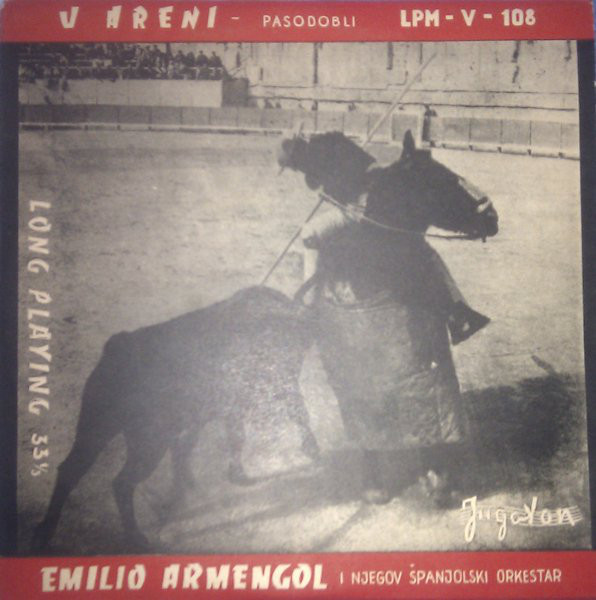 V ARENI - PASODOBLI LPM - V - 108
LONG PLAYING 33⅓
Jugoton
EMILIO ARMENGOL I NJEGOV ŠPANJOLSKI ORKESTAR